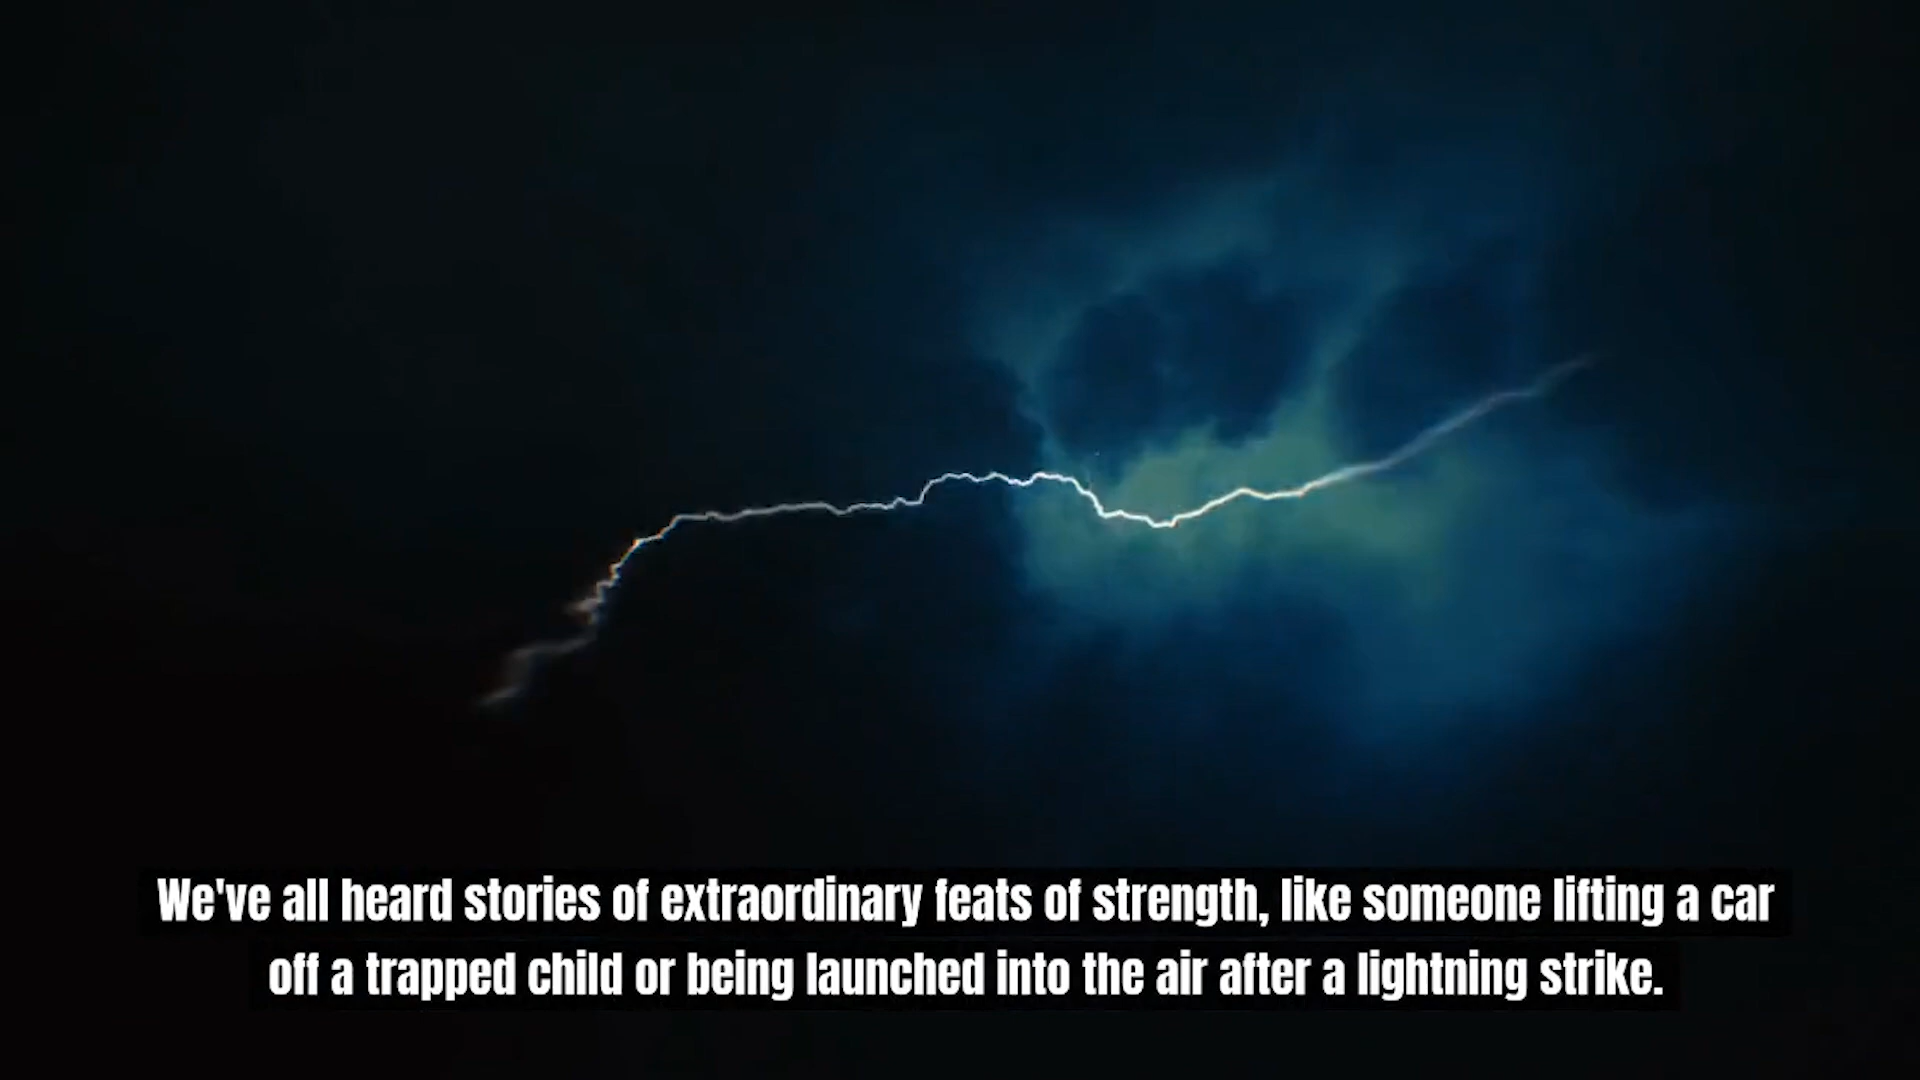 We've all heard stories of extraordinary feats of strength, like someone lifting a car
off a trapped child or being launched into the air after a lightning strike.